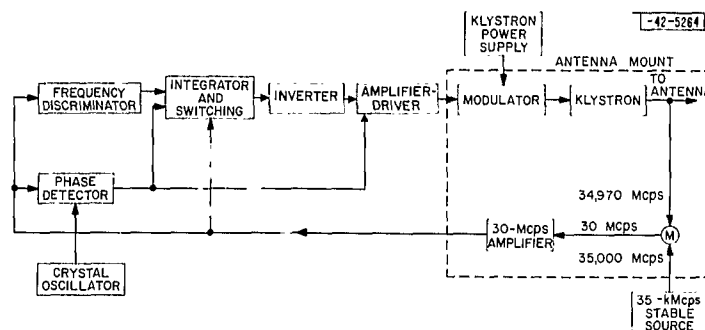 -42-5264
KLYSTRON
POWER
SUPPLY
ANTENNA MOUNT
TO
ANTENNA
FREQUENCY
DISCRIMINATOR
INTEGRATOR
AND
SWITCHING
INVERTER
AMPLIFIER-
DRIVER
MODULATOR
KLYSTRON
PHASE
DETECTOR
34,970 Mcps
30-Mcps
AMPLIFIER
30 Mcps
M
35,000 Mcps
CRYSTAL
OSCILLATOR
35-kMcps
STABLE
SOURCE